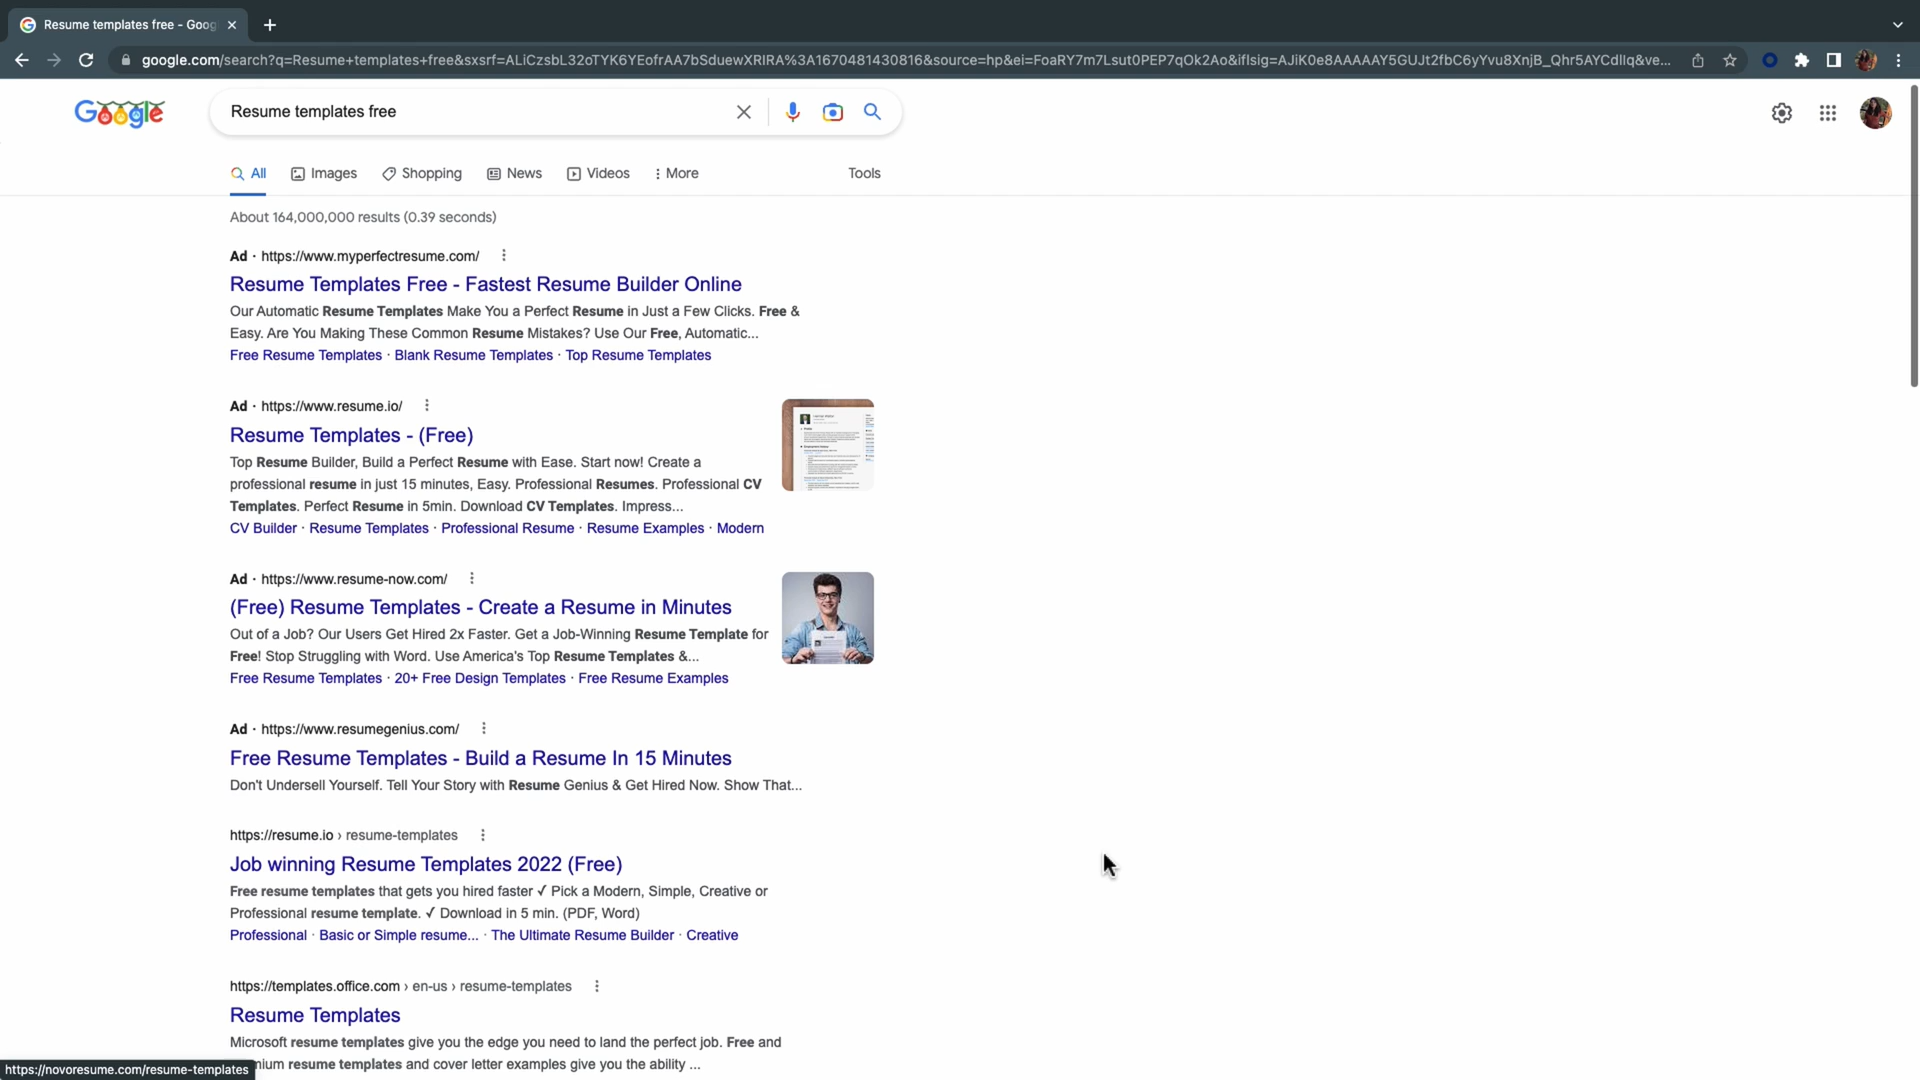 Resume templates free - Goog
google.com/search?q=Resume+templates+free&sxsrf=ALiCzsbL32oTYK6YEofrAA7bSduewXRIRA%3A1670481430816&source=hp&ei=FoaRY7m7Lsut0PEP7qOk2Ao&iflsig=AJiK0e8AAAAAY5GUJt2fbC6yYvu8XnjB_Qhr5AYCdlIq&ve...
Google
Resume templates free
All Images Shopping News Videos More Tools
About 164,000,000 results (0.39 seconds)
Ad · https://www.myperfectresume.com/
Resume Templates Free - Fastest Resume Builder Online
Our Automatic Resume Templates Make You a Perfect Resume in Just a Few Clicks. Free &
Easy. Are You Making These Common Resume Mistakes? Use Our Free, Automatic...
Free Resume Templates · Blank Resume Templates · Top Resume Templates
Ad · https://www.resume.io/
Resume Templates - (Free)
Top Resume Builder, Build a Perfect Resume with Ease. Start now! Create a
professional resume in just 15 minutes, Easy. Professional Resumes. Professional CV
Templates. Perfect Resume in 5min. Download CV Templates. Impress...
CV Builder · Resume Templates · Professional Resume · Resume Examples · Modern
Ad · https://www.resume-now.com/
(Free) Resume Templates - Create a Resume in Minutes
Out of a Job? Our Users Get Hired 2x Faster. Get a Job-Winning Resume Template for
Free! Stop Struggling with Word. Use America's Top Resume Templates &...
Free Resume Templates · 20+ Free Design Templates · Free Resume Examples
Ad · https://www.resumegenius.com/
Free Resume Templates - Build a Resume In 15 Minutes
Don't Undersell Yourself. Tell Your Story with Resume Genius & Get Hired Now. Show That...
https://resume.io › resume-templates
Job winning Resume Templates 2022 (Free)
Free resume templates that gets you hired faster ✓ Pick a Modern, Simple, Creative or
Professional resume template. ✓ Download in 5 min. (PDF, Word)
Professional · Basic or Simple resume... · The Ultimate Resume Builder · Creative
https://templates.office.com › en-us › resume-templates
Resume Templates
Microsoft resume templates give you the edge you need to land the perfect job. Free and
mium resume templates and cover letter examples give you the ability ...
https://novoresume.com/resume-templates